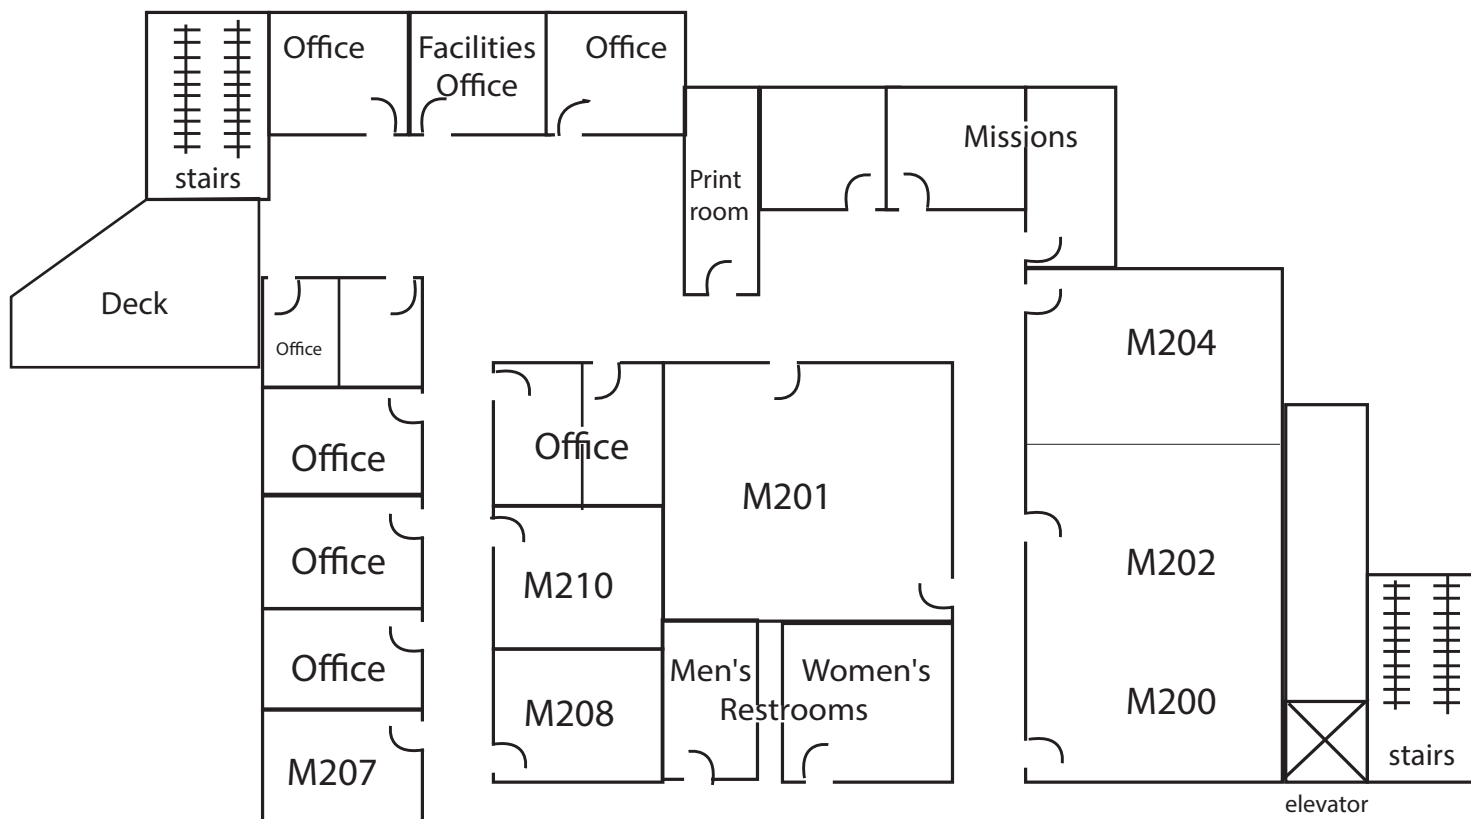 Office
Facilities
Office
Office
stairs
Print
room
Missions
Deck
Office
M204
Office
Office
M201
Office
M210
M202
Office
Men's
Women's
Restrooms
M208
M200
M207
stairs
elevator